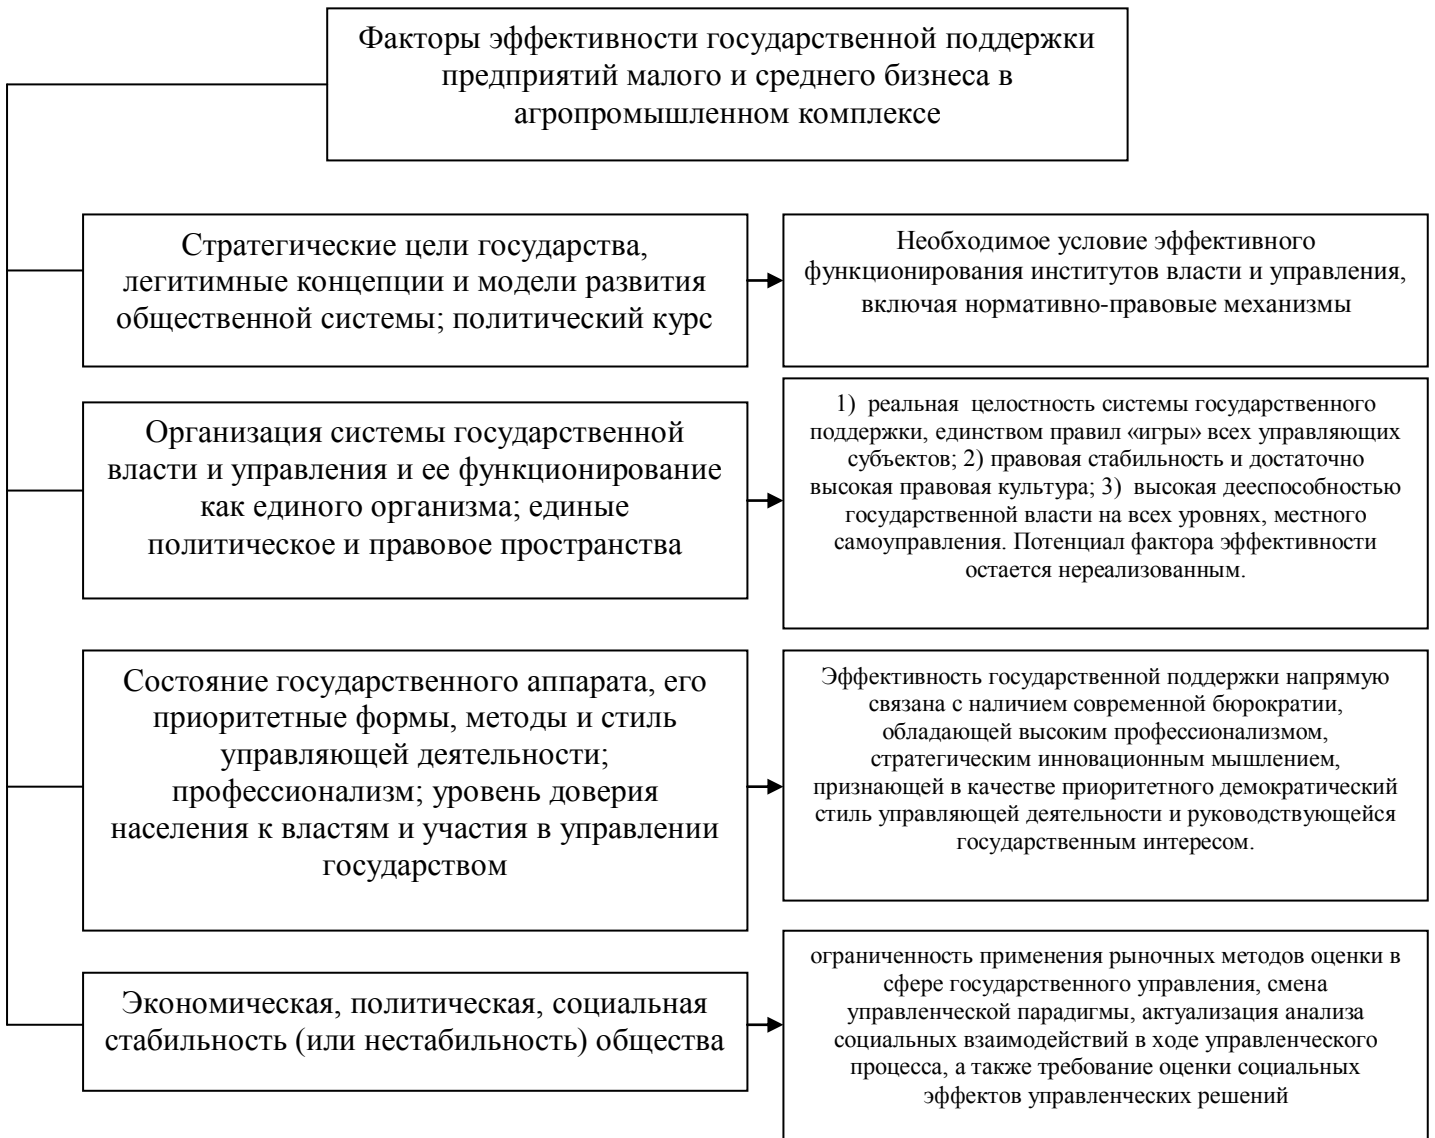 Факторы эффективности государственной поддержки
предприятий малого и среднего бизнеса в
агропромышленном комплексе
Стратегические цели государства,
легитимные концепции и модели развития
общественной системы; политический курс
Необходимое условие эффективного
функционирования институтов власти и управления,
включая нормативно-правовые механизмы
Организация системы государственной
власти и управления и ее функционирование
как единого организма; единые
политическое и правовое пространства
1) реальная целостность системы государственного
поддержки, единством правил «игры» всех управляющих
субъектов; 2) правовая стабильность и достаточно
высокая правовая культура; 3) высокая дееспособностью
государственной власти на всех уровнях, местного
самоуправления. Потенциал фактора эффективности
остается нереализованным.
Состояние государственного аппарата, его
приоритетные формы, методы и стиль
управляющей деятельности;
профессионализм; уровень доверия
населения к властям и участия в управлении
государством
Эффективность государственной поддержки напрямую
связана с наличием современной бюрократии,
обладающей высоким профессионализмом,
стратегическим инновационным мышлением,
признающей в качестве приоритетного демократический
стиль управляющей деятельности и руководствующейся
государственным интересом.
Экономическая, политическая, социальная
стабильность (или нестабильность) общества
ограниченность применения рыночных методов оценки в
сфере государственного управления, смена
управленческой парадигмы, актуализация анализа
социальных взаимодействий в ходе управленческого
процесса, а также требование оценки социальных
эффектов управленческих решений